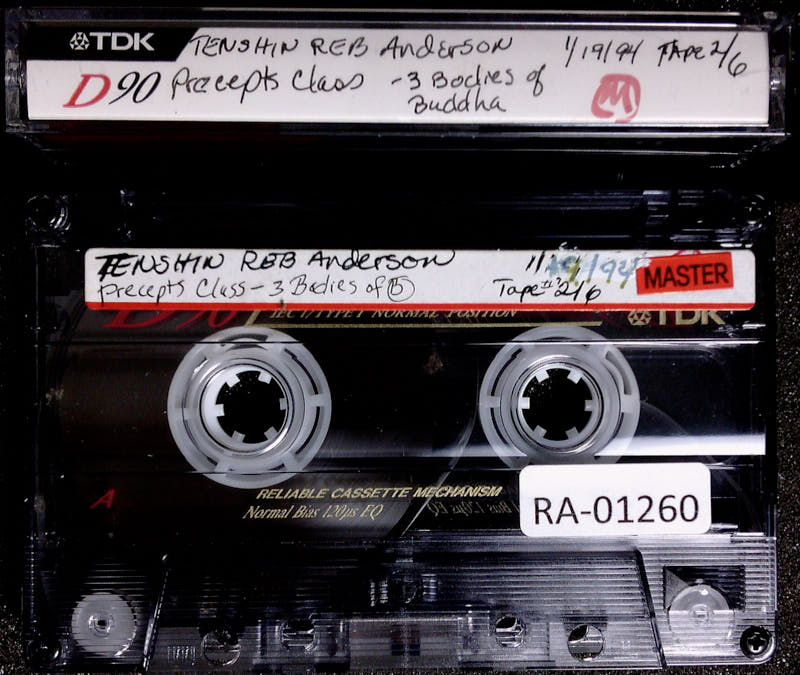 TDK TENSHIN REB Anderson 1/19/94 TAPE 2/6
D90 Precepts Class - 3 Bodies of
Buddha M
TENSHIN REB Anderson
MASTER
Precepts Class - 3 Bodies of B Tape #2/6
D90 IECI/TYPE I NORMAL POSITION TDK
A RELIABLE CASSETTE MECHANISM
Normal Bias 120µs EQ
RA-01260